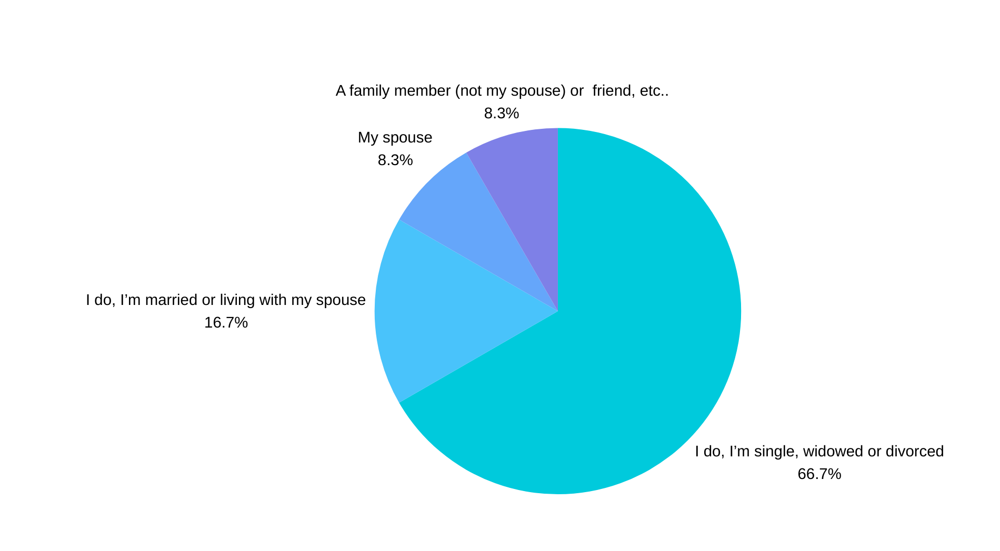 A family member (not my spouse) or  friend, etc..
8.3%
My spouse
8.3%
I do, I’m married or living with my spouse
16.7%
I do, I’m single, widowed or divorced
66.7%